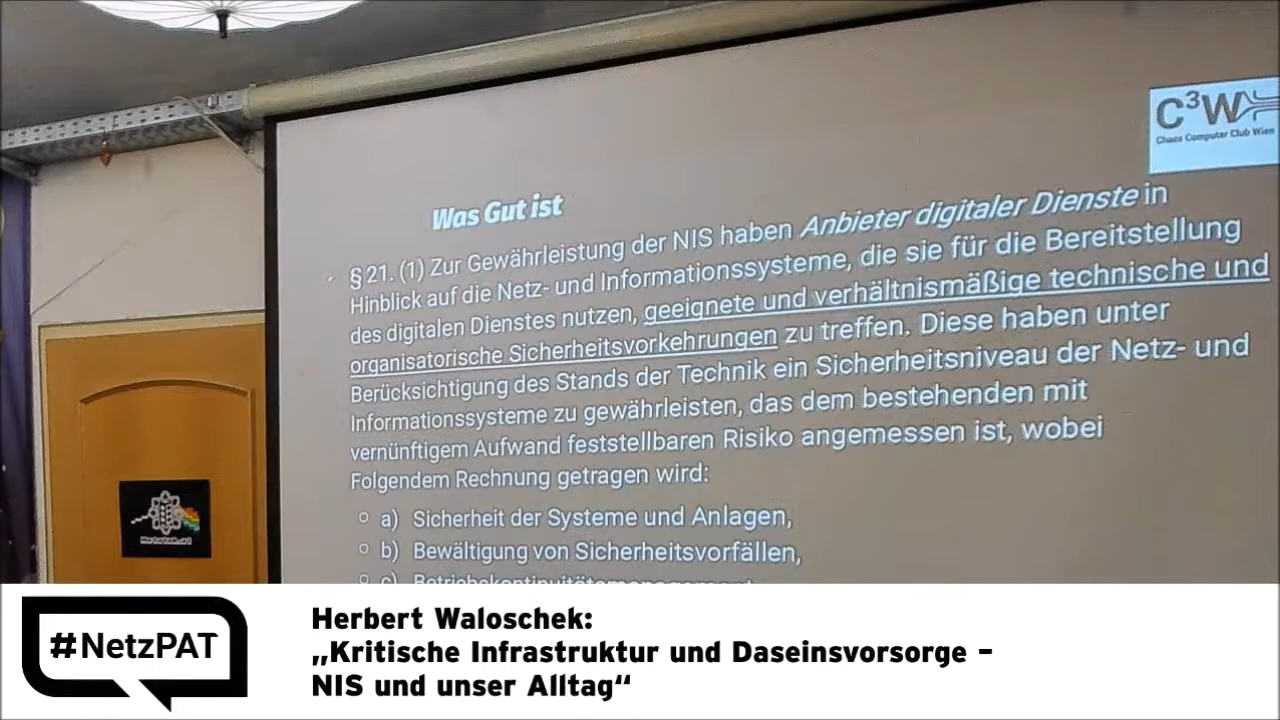 C³W
Chaos Computer Club Wien
Was Gut ist
§ 21. (1) Zur Gewährleistung der NIS haben Anbieter digitaler Dienste in
Hinblick auf die Netz- und Informationssysteme, die sie für die Bereitstellung
des digitalen Dienstes nutzen, geeignete und verhältnismäßige technische und
organisatorische Sicherheitsvorkehrungen zu treffen. Diese haben unter
Berücksichtigung des Stands der Technik ein Sicherheitsniveau der Netz- und
Informationssysteme zu gewährleisten, das dem bestehenden mit
vernünftigem Aufwand feststellbaren Risiko angemessen ist, wobei
Folgendem Rechnung getragen wird:
a) Sicherheit der Systeme und Anlagen,
b) Bewältigung von Sicherheitsvorfällen,
c) Betriebskontinuitätsmanagement,
#NetzPAT
Herbert Waloschek:
„Kritische Infrastruktur und Daseinsvorsorge –
NIS und unser Alltag“